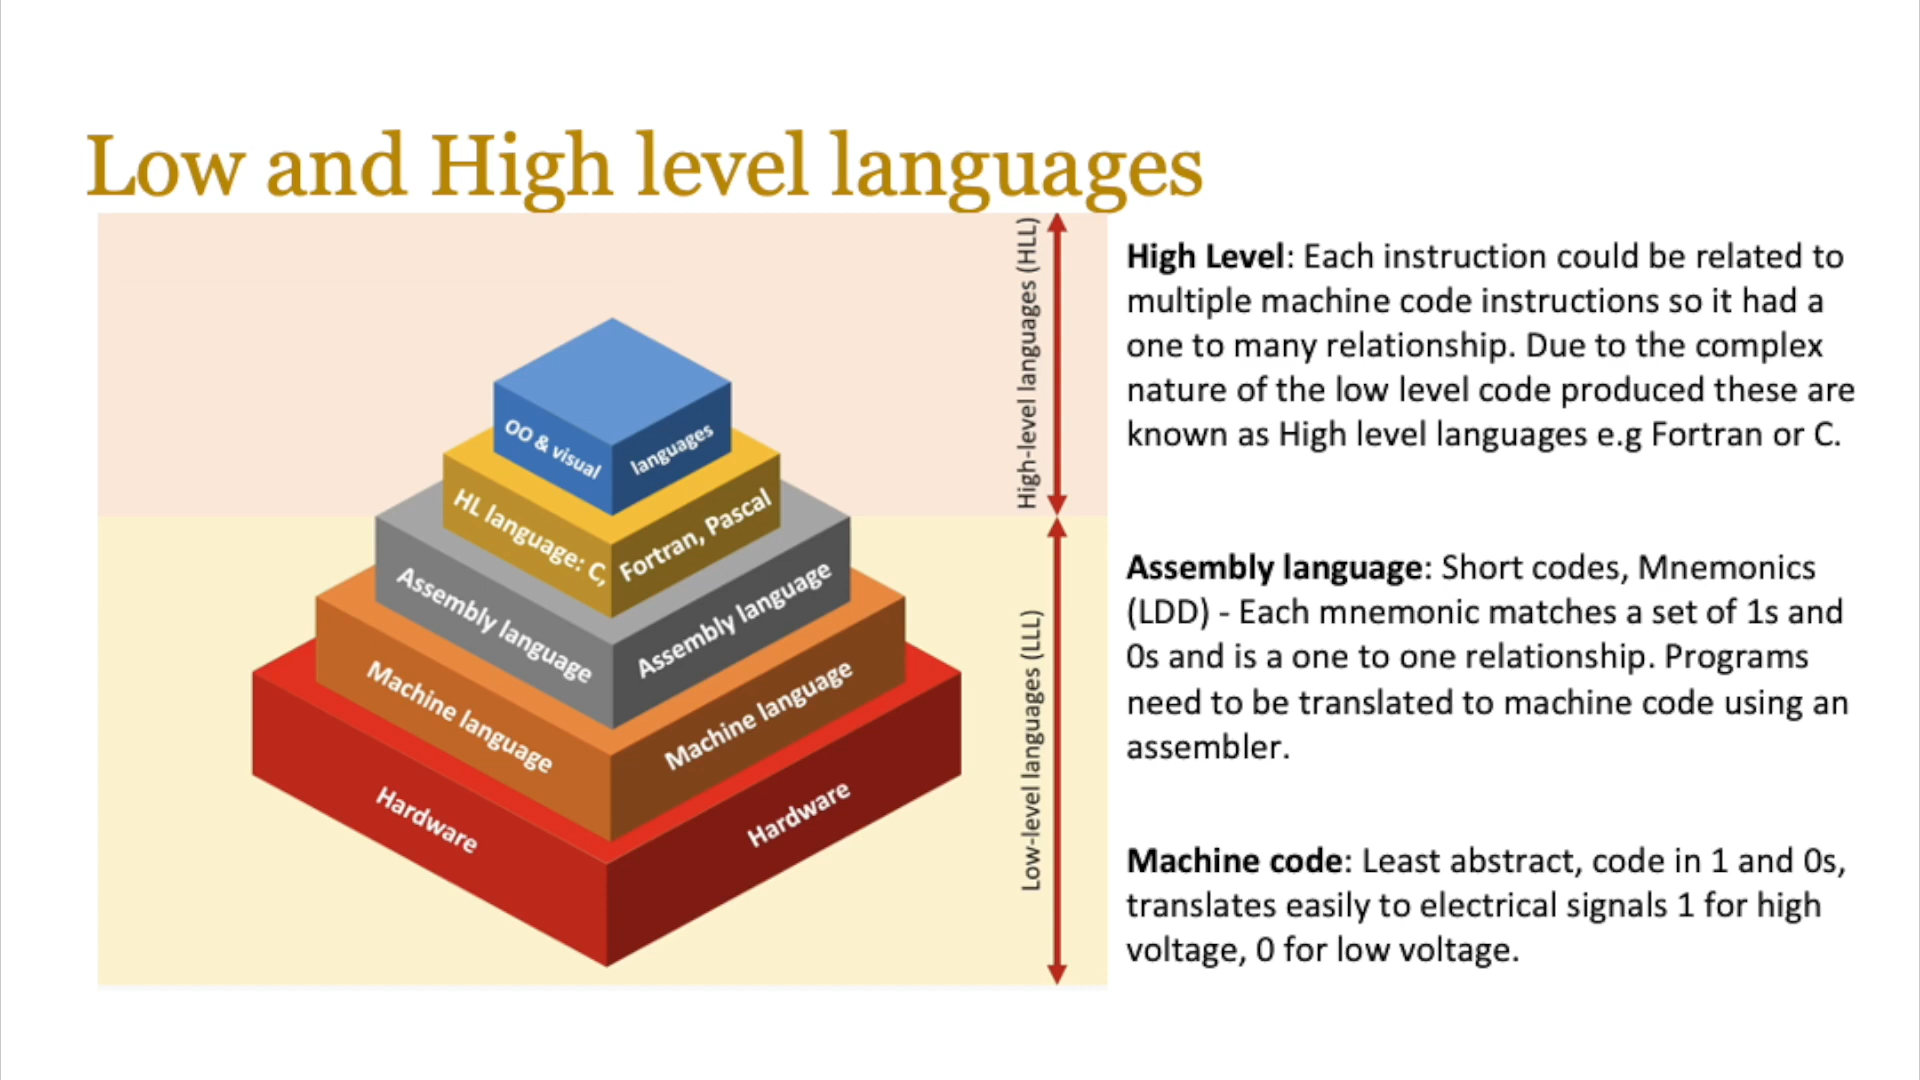 Low and High level languages
High-level languages (HLL)
OO & visual languages
HL language: C, Fortran, Pascal
Assembly language Assembly language
Machine language Machine language
Hardware Hardware
Low-level languages (LLL)
High Level: Each instruction could be related to
multiple machine code instructions so it had a
one to many relationship. Due to the complex
nature of the low level code produced these are
known as High level languages e.g Fortran or C.
Assembly language: Short codes, Mnemonics
(LDD) - Each mnemonic matches a set of 1s and
0s and is a one to one relationship. Programs
need to be translated to machine code using an
assembler.
Machine code: Least abstract, code in 1 and 0s,
translates easily to electrical signals 1 for high
voltage, 0 for low voltage.